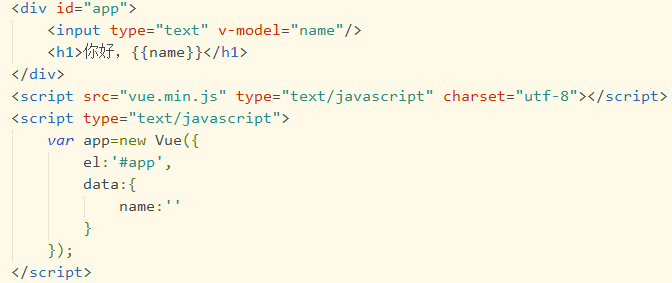 <div id="app">
    <input type="text" v-model="name"/>
    <h1>你好，{{name}}</h1>
</div>
<script src="vue.min.js" type="text/javascript" charset="utf-8"></script>
<script type="text/javascript">
    var app=new Vue({
        el:'#app',
        data:{
            name:''
        }
    });
</script>